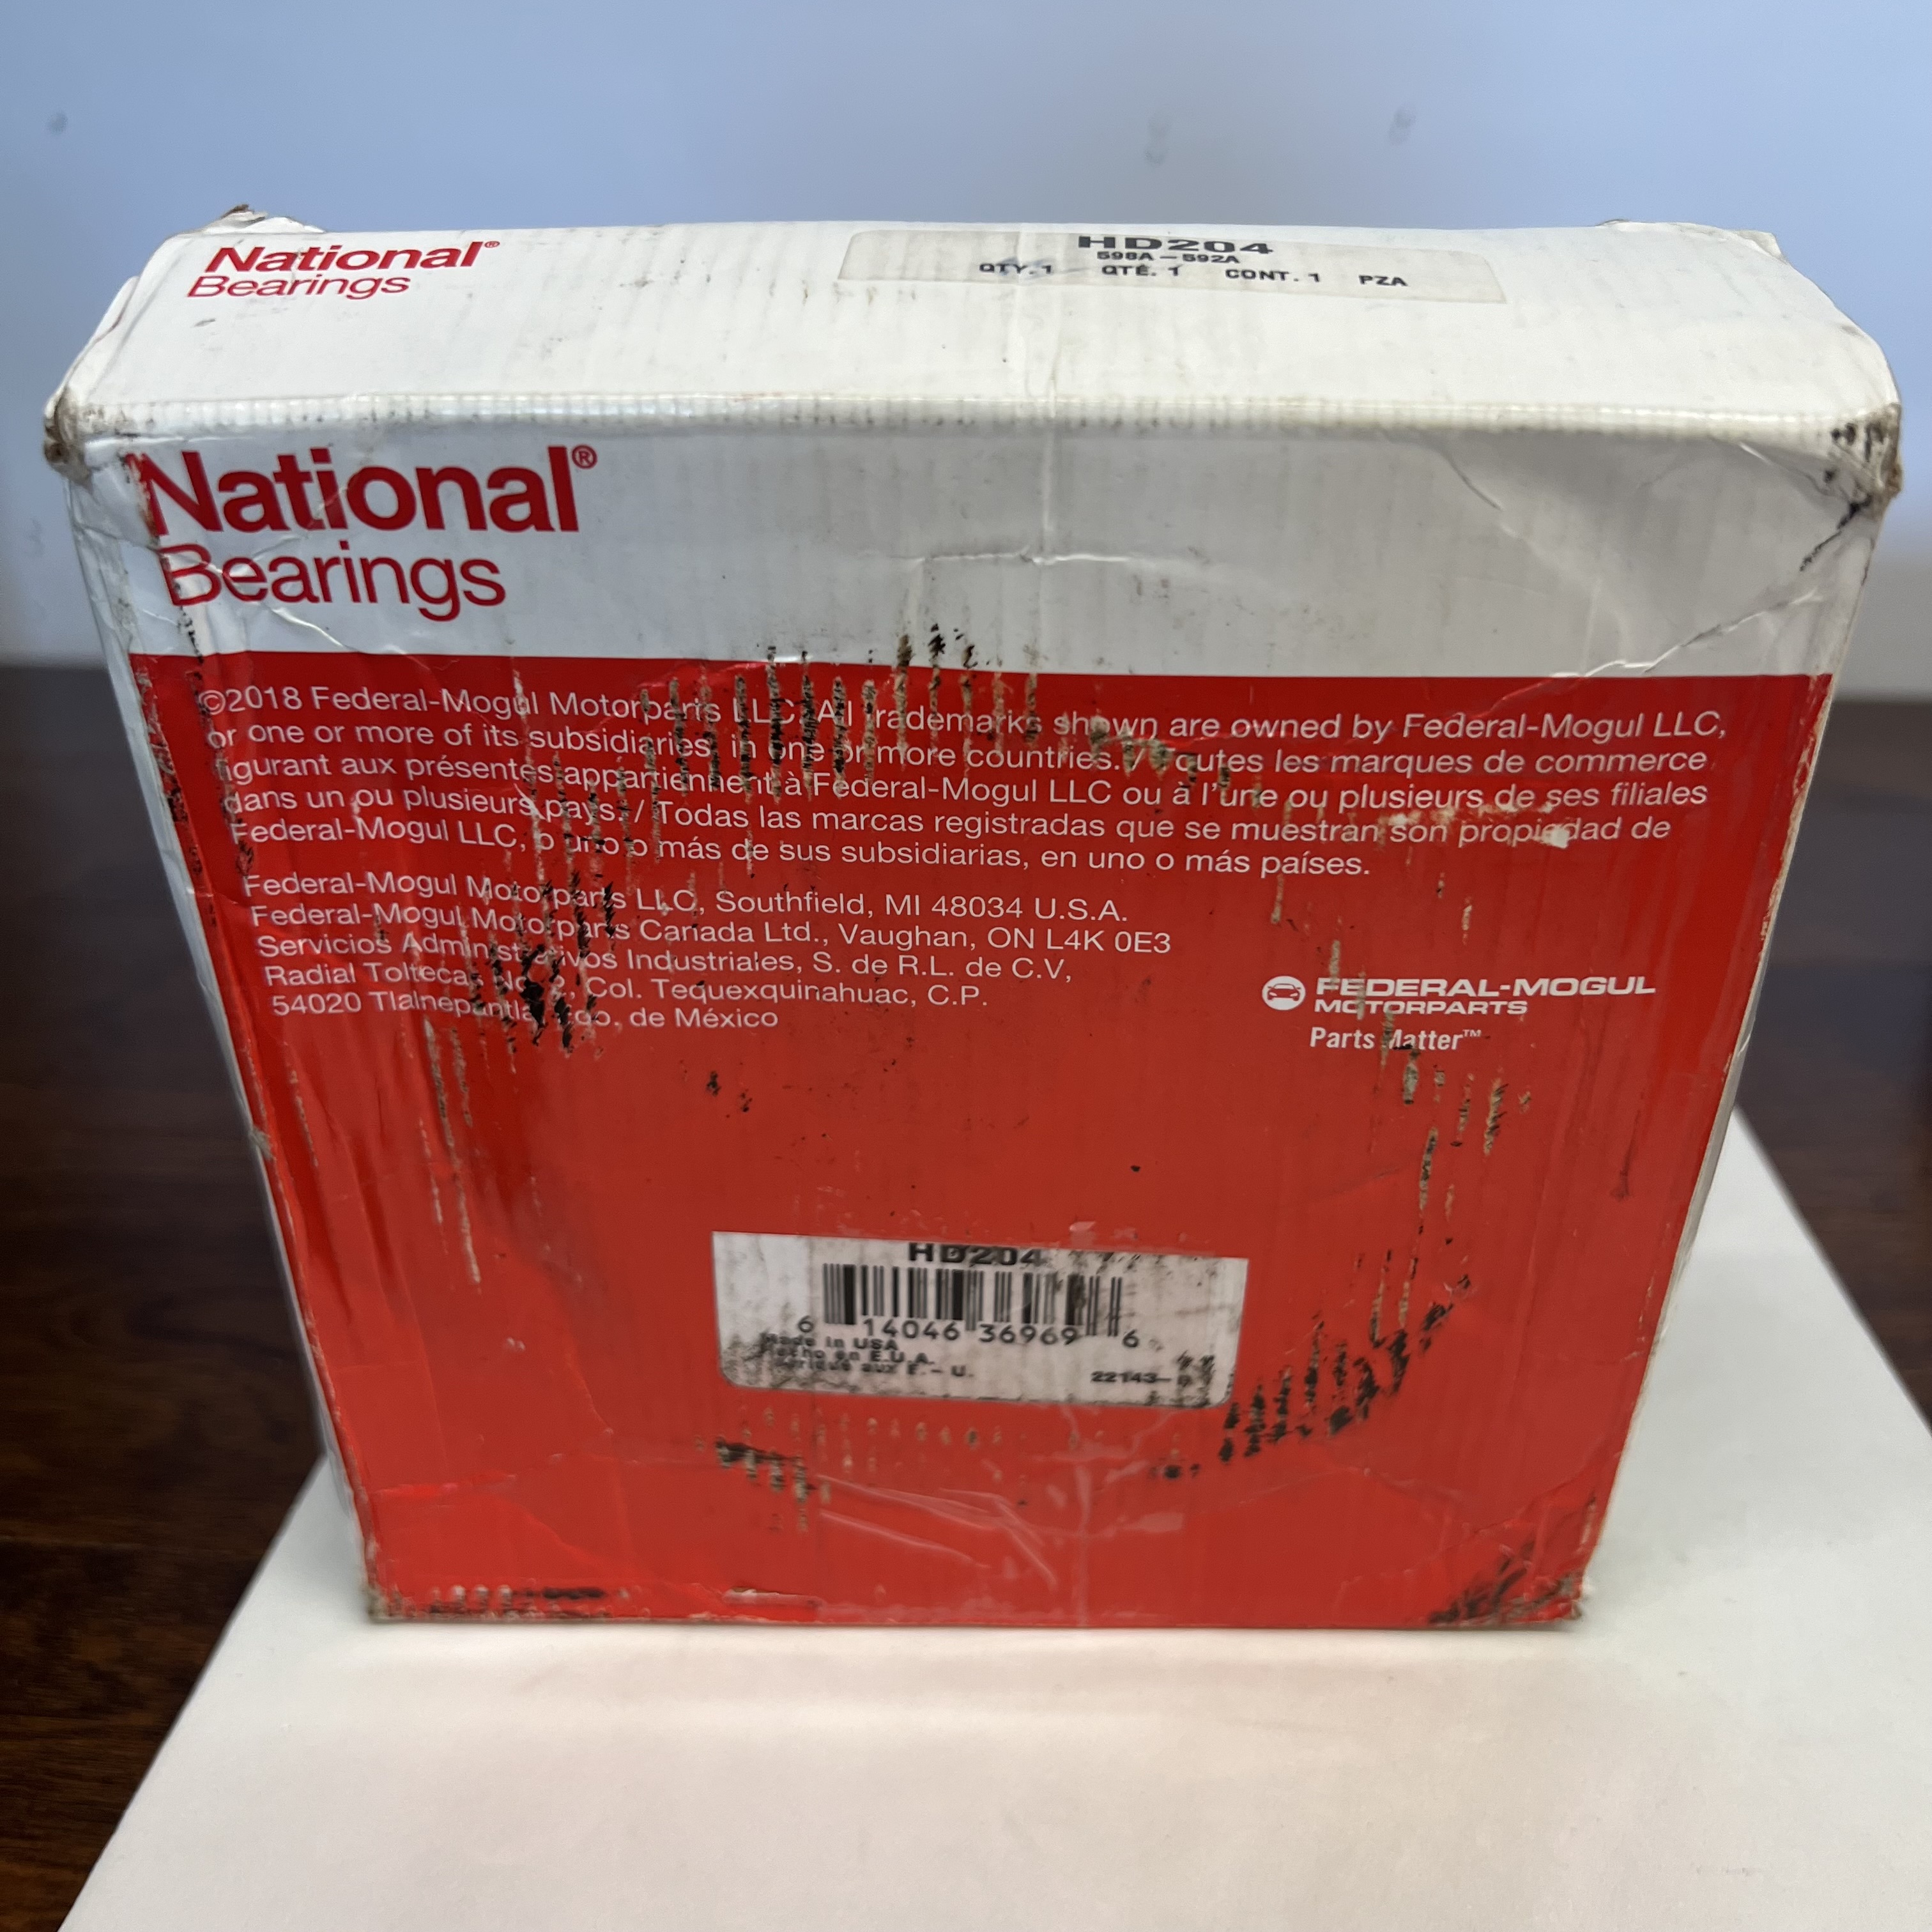 National®
Bearings
HD204
598A - 592A
QTY. 1 QTÉ. 1 CONT. 1 PZA
National®
Bearings
©2018 Federal-Mogul Motorparts LLC. All trademarks shown are owned by Federal-Mogul LLC,
or one or more of its subsidiaries, in one or more countries. / Toutes les marques de commerce
figurant aux présentes appartiennent à Federal-Mogul LLC ou à l'une ou plusieurs de ses filiales
dans un ou plusieurs pays. / Todas las marcas registradas que se muestran son propiedad de
Federal-Mogul LLC, o uno o más de sus subsidiarias, en uno o más países.
Federal-Mogul Motorparts LLC, Southfield, MI 48034 U.S.A.
Federal-Mogul Motorparts Canada Ltd., Vaughan, ON L4K 0E3
Servicios Administrativos Industriales, S. de R.L. de C.V,
Radial Toltecas Col. Tequexquinahuac, C.P.
54020 Tlalnepantla Edo. de México
FEDERAL-MOGUL
MOTORPARTS
Parts Matter™
HD204
6 14046 36969 6
Made in USA
Hecho en E.U.A.
aux E.-U.
22143-